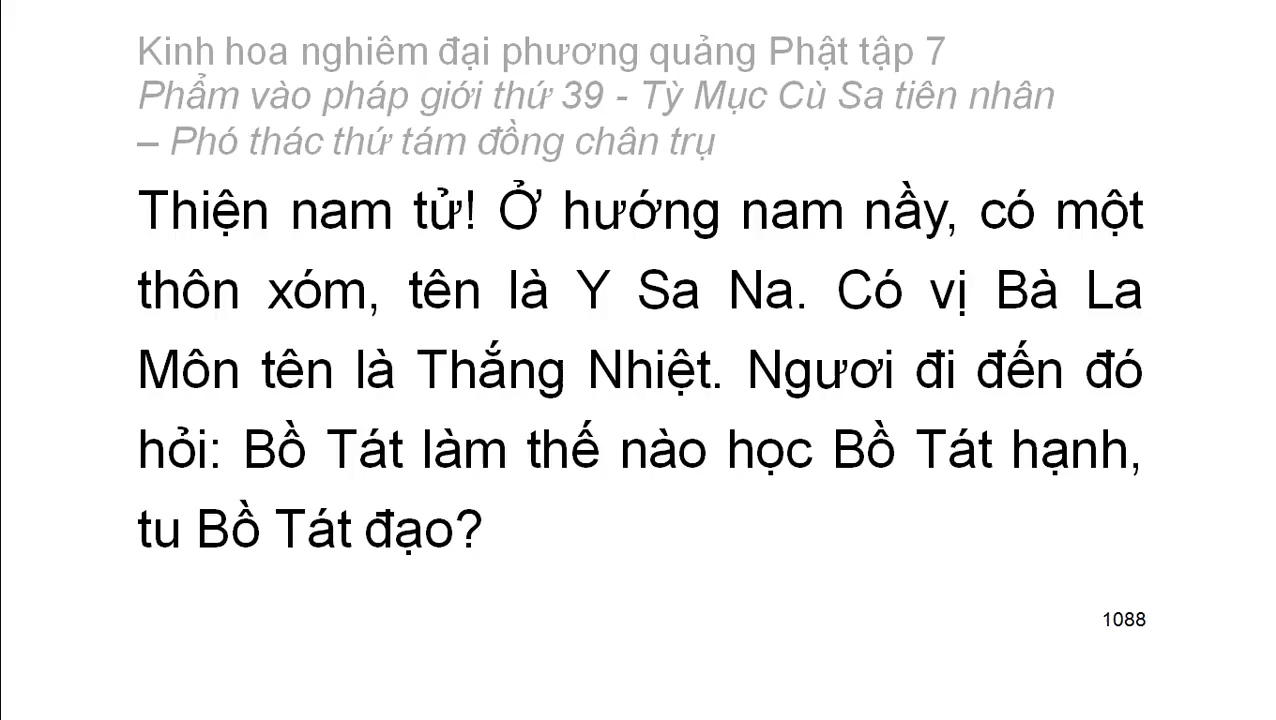 Kinh hoa nghiêm đại phương quảng Phật tập 7
Phẩm vào pháp giới thứ 39 - Tỳ Mục Cù Sa tiên nhân
– Phó thác thứ tám đồng chân trụ
Thiện nam tử! Ở hướng nam nầy, có một
thôn xóm, tên là Y Sa Na. Có vị Bà La
Môn tên là Thắng Nhiệt. Ngươi đi đến đó
hỏi: Bồ Tát làm thế nào học Bồ Tát hạnh,
tu Bồ Tát đạo?
1088